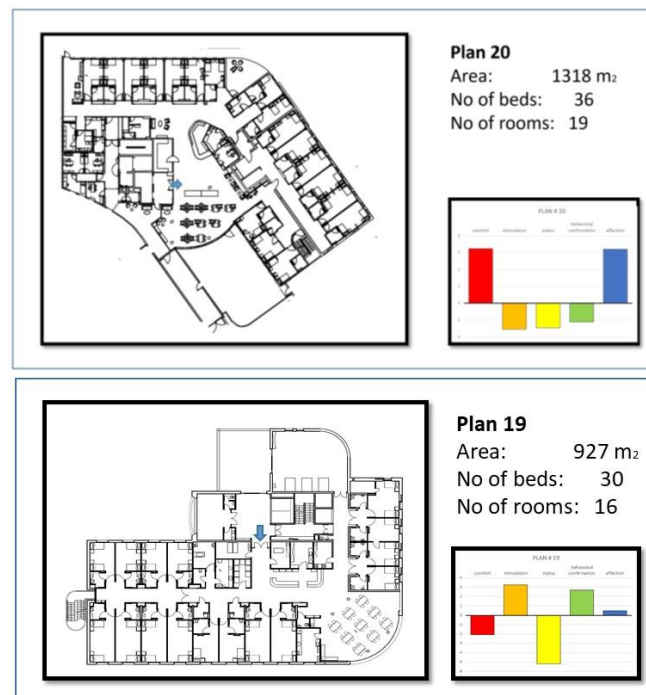 Plan 20
Area: 1318 m2
No of beds: 36
No of rooms: 19
PLAN # 20
comfort stimulation status behavioral confirmation affection
Plan 19
Area: 927 m2
No of beds: 30
No of rooms: 16
PLAN # 19
comfort stimulation status behavioral confirmation affection